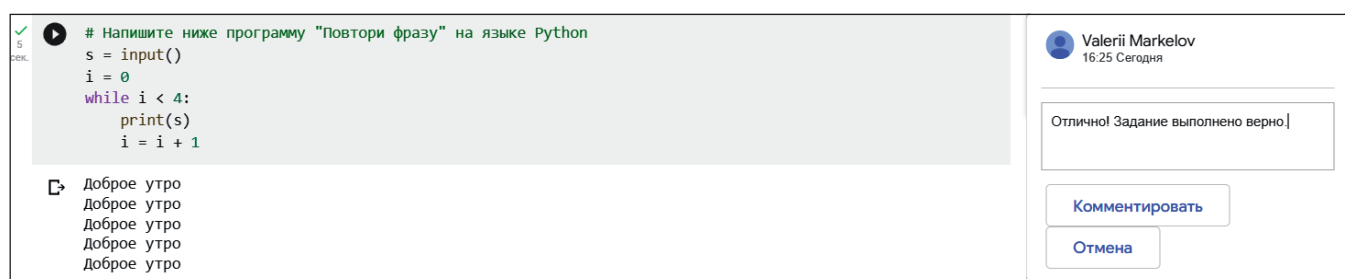 5
сек.
# Напишите ниже программу "Повтори фразу" на языке Python
s = input()
i = 0
while i < 4:
    print(s)
    i = i + 1
Доброе утро
Доброе утро
Доброе утро
Доброе утро
Доброе утро
Valerii Markelov
16:25 Сегодня
Отлично! Задание выполнено верно.
Комментировать
Отмена